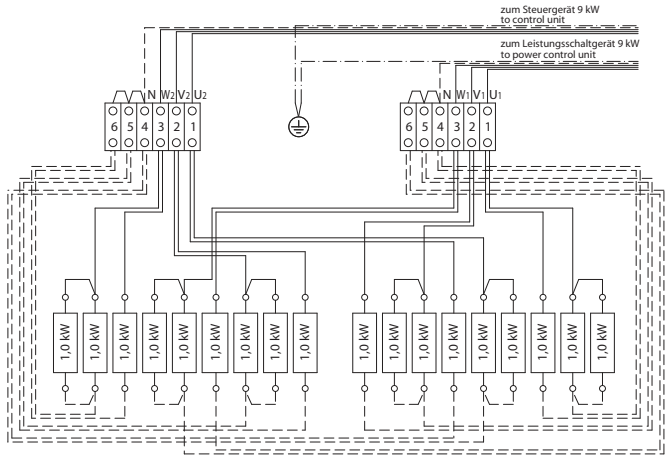 zum Steuergerät 9 kW
to control unit
zum Leistungsschaltgerät 9 kW
to power control unit
N W2 V2 U2
6 5 4 3 2 1
N W1 V1 U1
6 5 4 3 2 1
1,0 kW 1,0 kW 1,0 kW 1,0 kW 1,0 kW 1,0 kW 1,0 kW 1,0 kW 1,0 kW 1,0 kW 1,0 kW 1,0 kW 1,0 kW 1,0 kW 1,0 kW 1,0 kW 1,0 kW 1,0 kW